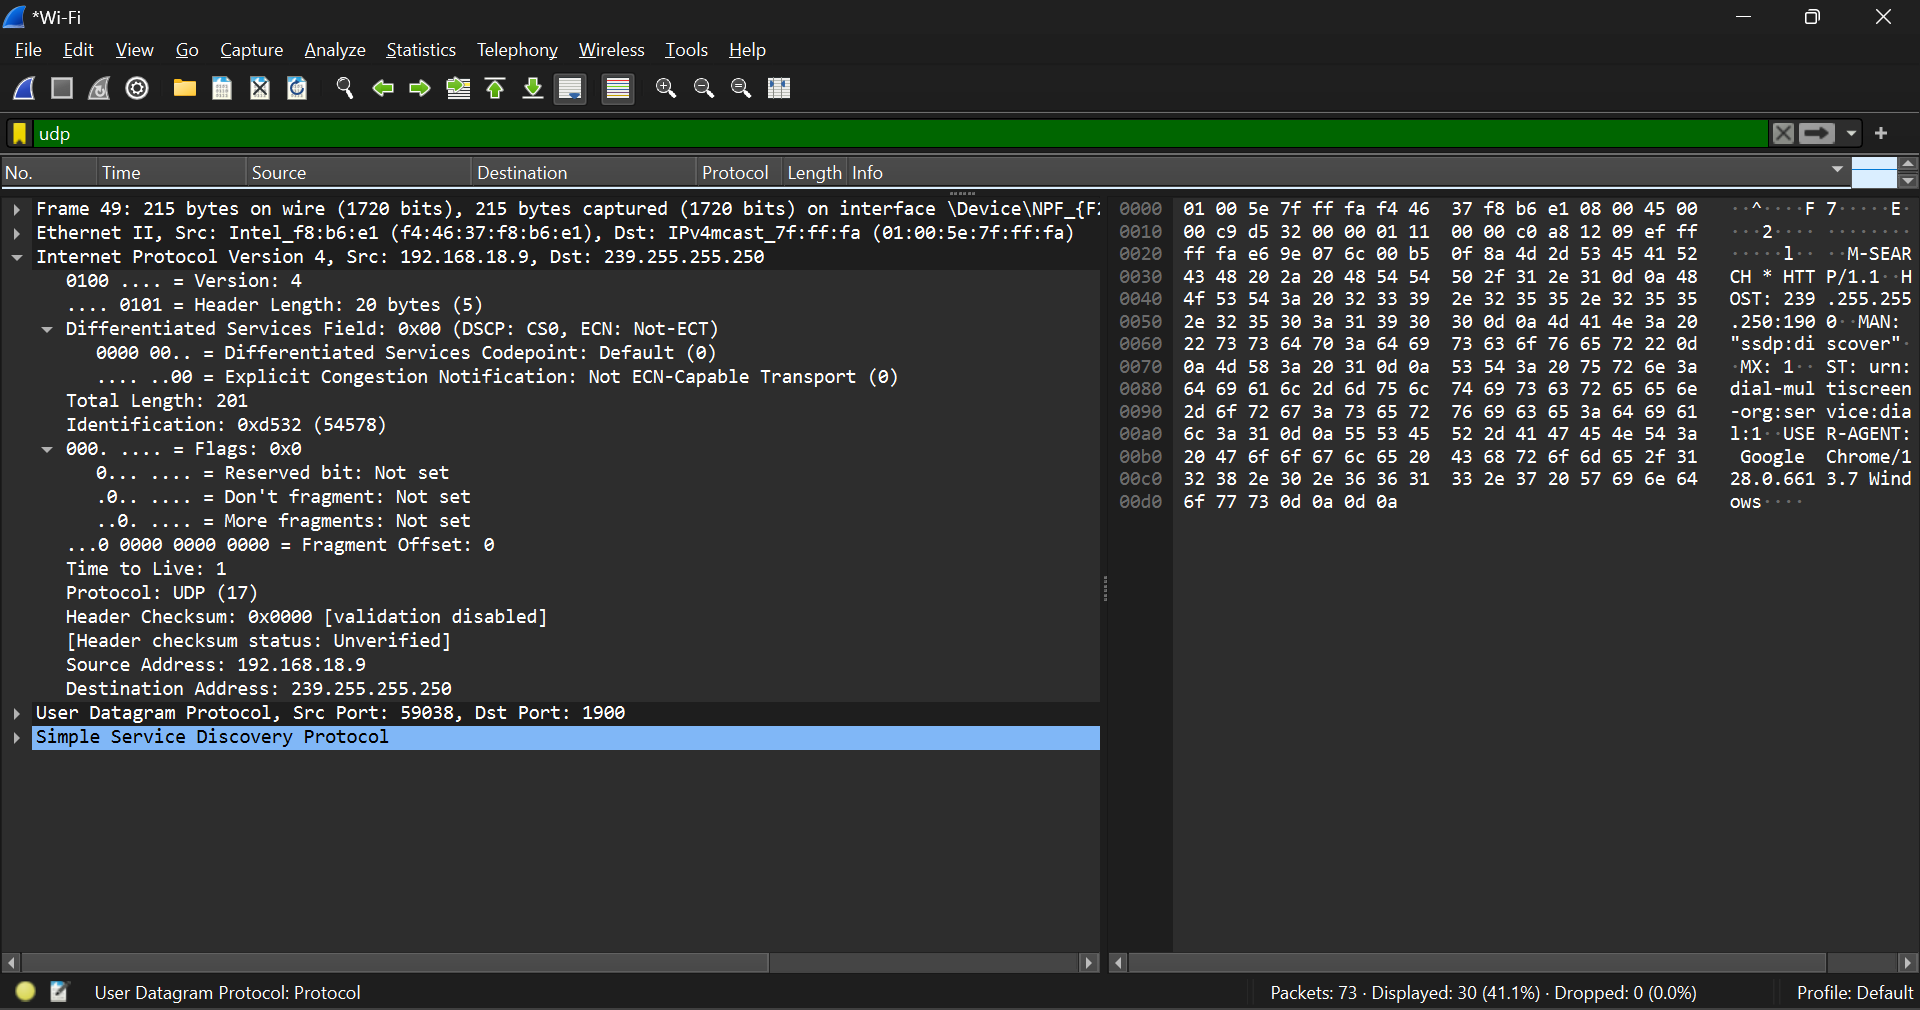 *Wi-Fi
File Edit View Go Capture Analyze Statistics Telephony Wireless Tools Help
udp
No. Time Source Destination Protocol Length Info
Frame 49: 215 bytes on wire (1720 bits), 215 bytes captured (1720 bits) on interface \Device\NPF_{F2
Ethernet II, Src: Intel_f8:b6:e1 (f4:46:37:f8:b6:e1), Dst: IPv4mcast_7f:ff:fa (01:00:5e:7f:ff:fa)
Internet Protocol Version 4, Src: 192.168.18.9, Dst: 239.255.255.250
0100 .... = Version: 4
.... 0101 = Header Length: 20 bytes (5)
Differentiated Services Field: 0x00 (DSCP: CS0, ECN: Not-ECT)
0000 00.. = Differentiated Services Codepoint: Default (0)
.... ..00 = Explicit Congestion Notification: Not ECN-Capable Transport (0)
Total Length: 201
Identification: 0xd532 (54578)
000. .... = Flags: 0x0
0... .... = Reserved bit: Not set
.0.. .... = Don't fragment: Not set
..0. .... = More fragments: Not set
...0 0000 0000 0000 = Fragment Offset: 0
Time to Live: 1
Protocol: UDP (17)
Header Checksum: 0x0000 [validation disabled]
[Header checksum status: Unverified]
Source Address: 192.168.18.9
Destination Address: 239.255.255.250
User Datagram Protocol, Src Port: 59038, Dst Port: 1900
Simple Service Discovery Protocol
0000 01 00 5e 7f ff fa f4 46 37 f8 b6 e1 08 00 45 00 ··^····F 7·····E·
0010 00 c9 d5 32 00 00 01 11 00 00 c0 a8 12 09 ef ff ···2···· ········
0020 ff fa e6 9e 07 6c 00 b5 0f 8a 4d 2d 53 45 41 52 ·····l·· ··M-SEAR
0030 43 48 20 2a 20 48 54 54 50 2f 31 2e 31 0d 0a 48 CH * HTT P/1.1··H
0040 4f 53 54 3a 20 32 33 39 2e 32 35 35 2e 32 35 35 OST: 239 .255.255
0050 2e 32 35 30 3a 31 39 30 30 0d 0a 4d 41 4e 3a 20 .250:190 0··MAN:
0060 22 73 73 64 70 3a 64 69 73 63 6f 76 65 72 22 0d "ssdp:di scover"·
0070 0a 4d 58 3a 20 31 0d 0a 53 54 3a 20 75 72 6e 3a ·MX: 1·· ST: urn:
0080 64 69 61 6c 2d 6d 75 6c 74 69 73 63 72 65 65 6e dial-mul tiscreen
0090 2d 6f 72 67 3a 73 65 72 76 69 63 65 3a 64 69 61 -org:ser vice:dia
00a0 6c 3a 31 0d 0a 55 53 45 52 2d 41 47 45 4e 54 3a l:1··USE R-AGENT:
00b0 20 47 6f 6f 67 6c 65 20 43 68 72 6f 6d 65 2f 31 Google Chrome/1
00c0 32 38 2e 30 2e 36 36 31 33 2e 37 20 57 69 6e 64 28.0.661 3.7 Wind
00d0 6f 77 73 0d 0a 0d 0a ows····
User Datagram Protocol: Protocol
Packets: 73 · Displayed: 30 (41.1%) · Dropped: 0 (0.0%)
Profile: Default